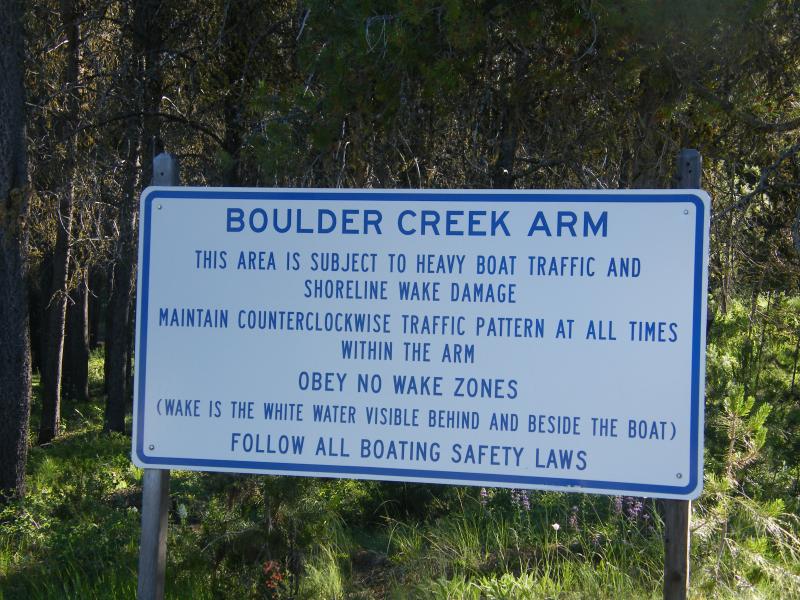 BOULDER CREEK ARM
THIS AREA IS SUBJECT TO HEAVY BOAT TRAFFIC AND
SHORELINE WAKE DAMAGE
MAINTAIN COUNTERCLOCKWISE TRAFFIC PATTERN AT ALL TIMES
WITHIN THE ARM
OBEY NO WAKE ZONES
(WAKE IS THE WHITE WATER VISIBLE BEHIND AND BESIDE THE BOAT)
FOLLOW ALL BOATING SAFETY LAWS